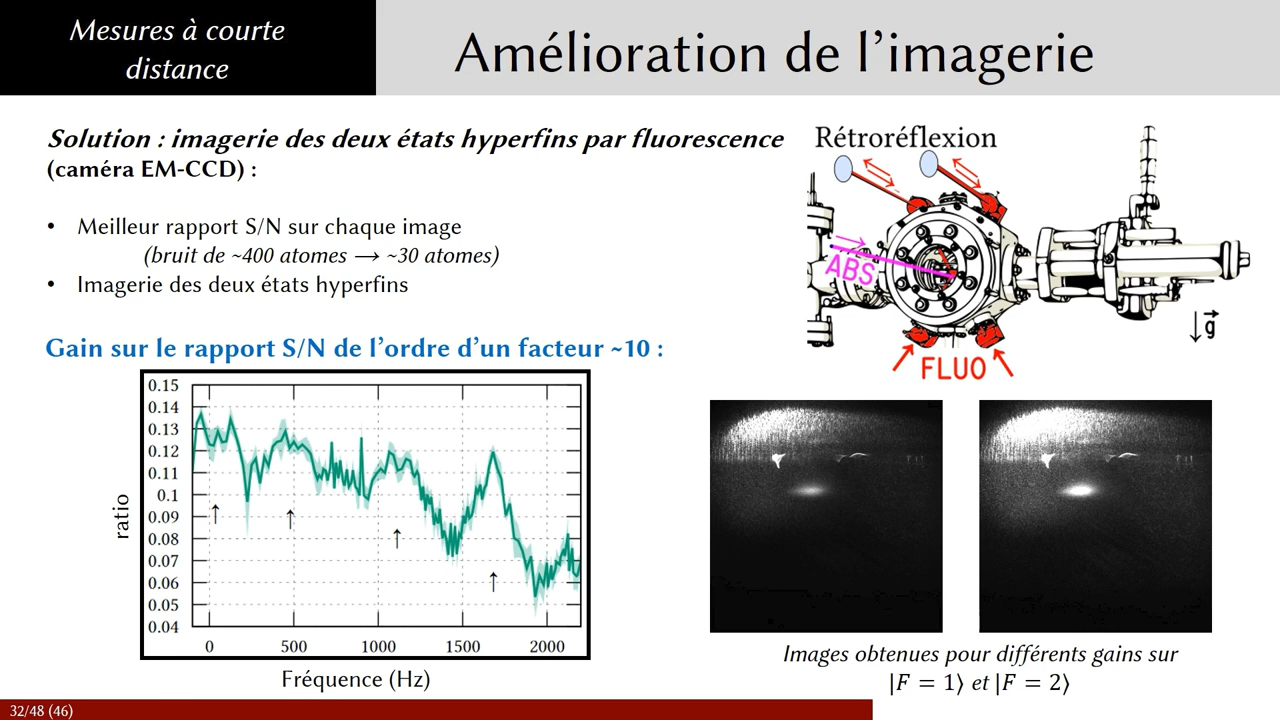 Mesures à courte
distance
Amélioration de l’imagerie
Solution : imagerie des deux états hyperfins par fluorescence
(caméra EM-CCD) :
• Meilleur rapport S/N sur chaque image
(bruit de ~400 atomes → ~30 atomes)
• Imagerie des deux états hyperfins
Gain sur le rapport S/N de l’ordre d’un facteur ~10 :
0.15
0.14
0.13
0.12
0.11
0.1
0.09
0.08
0.07
0.06
0.05
0.04
ratio
↑ ↑ ↑ ↑
0 500 1000 1500 2000
Fréquence (Hz)
Rétroréflexion
ABS
FLUO
↓g⃗
Images obtenues pour différents gains sur
|F = 1⟩ et |F = 2⟩
32/48 (46)